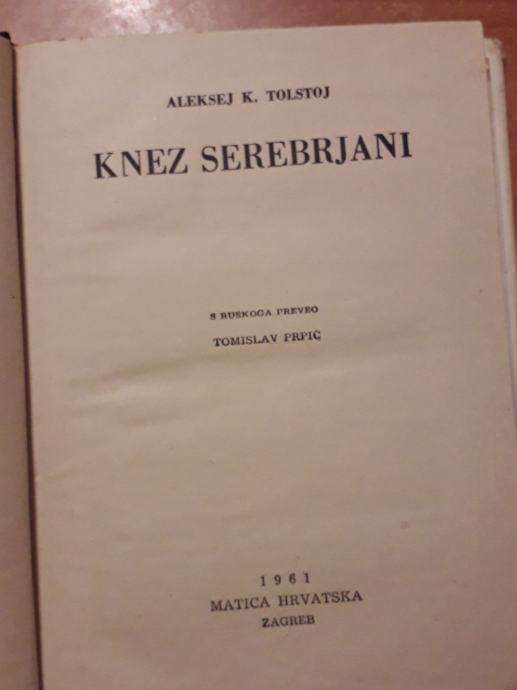 ALEKSEJ K. TOLSTOJ
KNEZ SEREBRJANI
S RUSKOGA PREVEO
TOMISLAV PRPIĆ
1961
MATICA HRVATSKA
ZAGREB